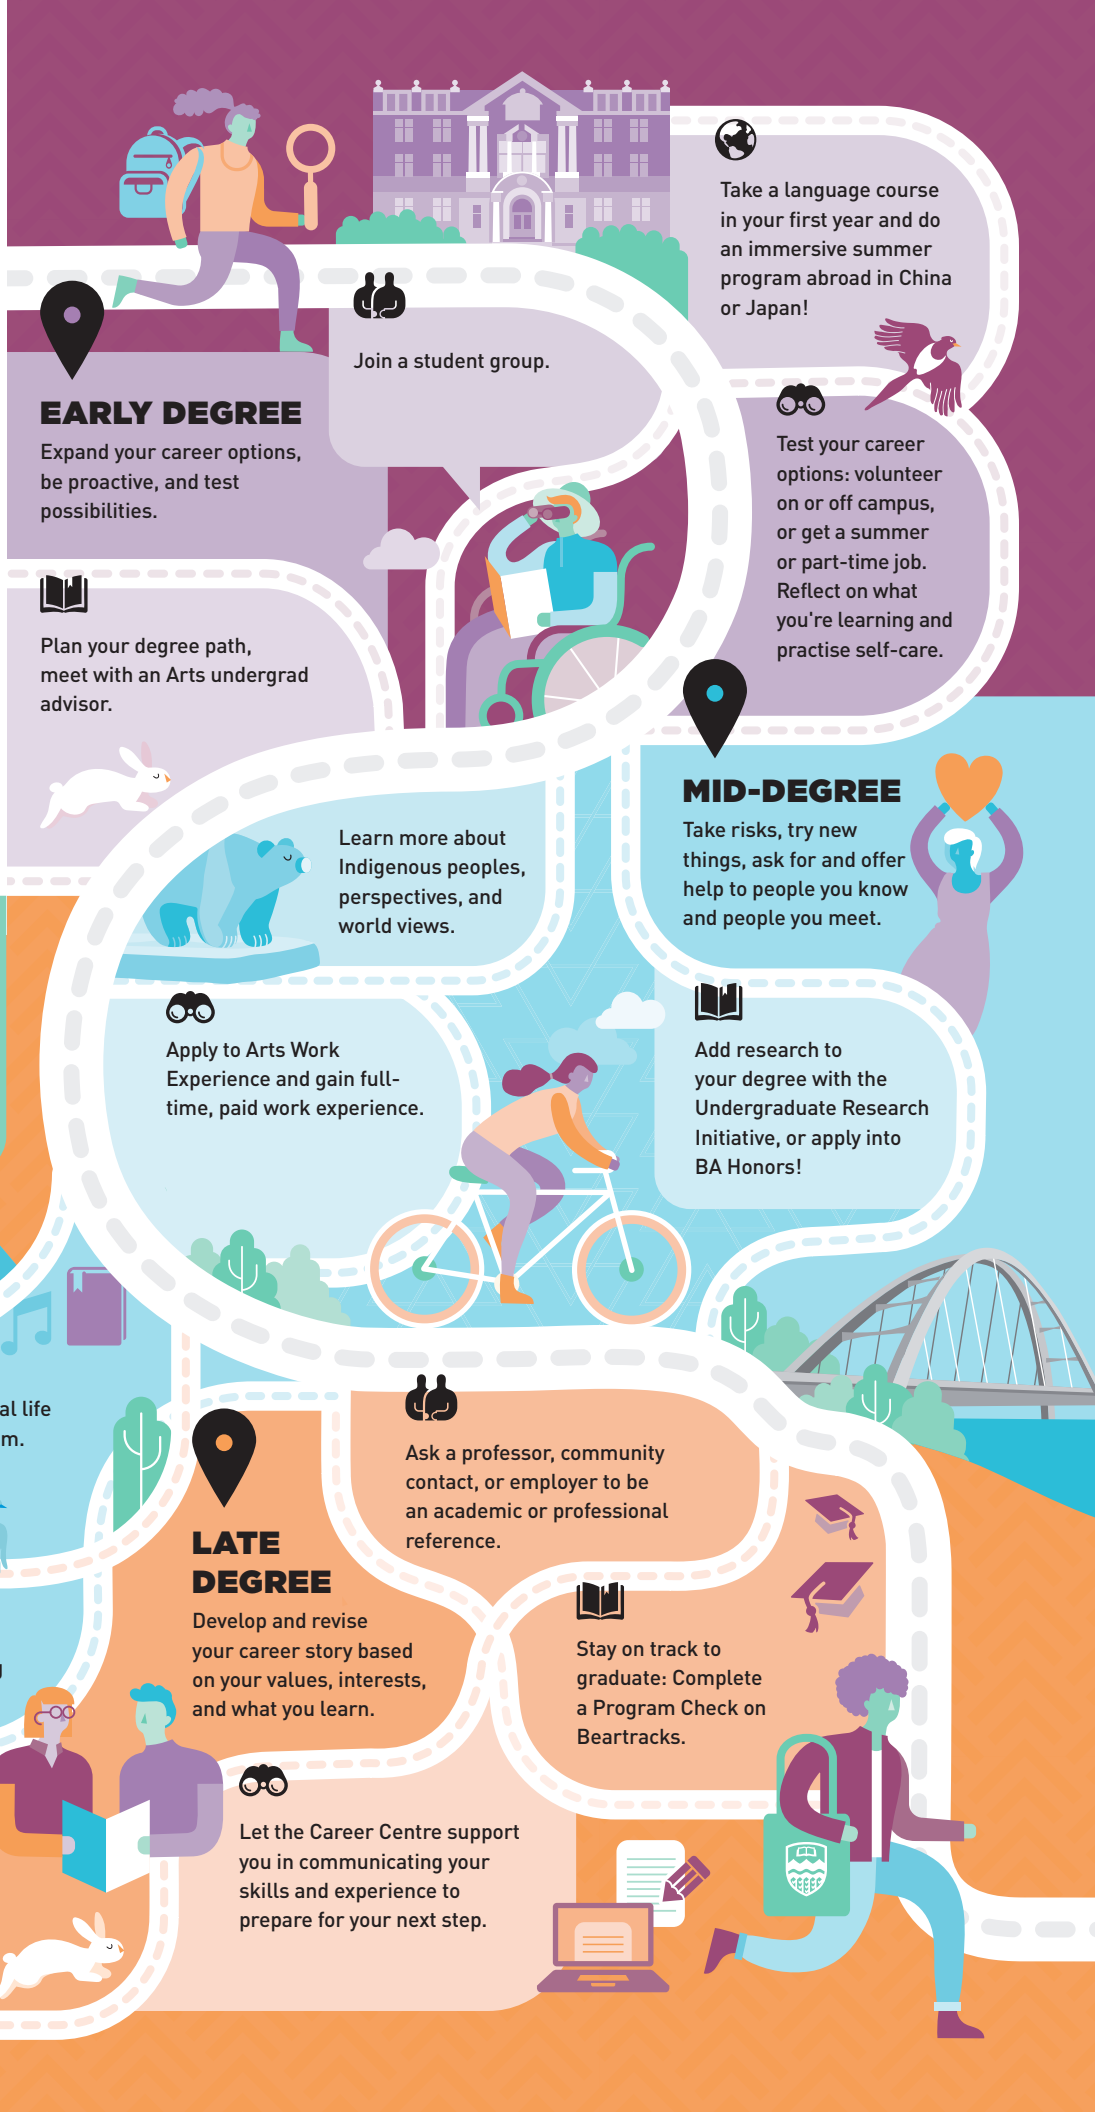 Take a language course
in your first year and do
an immersive summer
program abroad in China
or Japan!
Join a student group.
EARLY DEGREE
Expand your career options,
be proactive, and test
possibilities.
Test your career
options: volunteer
on or off campus,
or get a summer
or part-time job.
Reflect on what
you're learning and
practise self-care.
Plan your degree path,
meet with an Arts undergrad
advisor.
MID-DEGREE
Take risks, try new
things, ask for and offer
help to people you know
and people you meet.
Learn more about
Indigenous peoples,
perspectives, and
world views.
Apply to Arts Work
Experience and gain full-
time, paid work experience.
Add research to
your degree with the
Undergraduate Research
Initiative, or apply into
BA Honors!
al life
m.
Ask a professor, community
contact, or employer to be
an academic or professional
reference.
LATE
DEGREE
Develop and revise
your career story based
on your values, interests,
and what you learn.
Stay on track to
graduate: Complete
a Program Check on
Beartracks.
Let the Career Centre support
you in communicating your
skills and experience to
prepare for your next step.